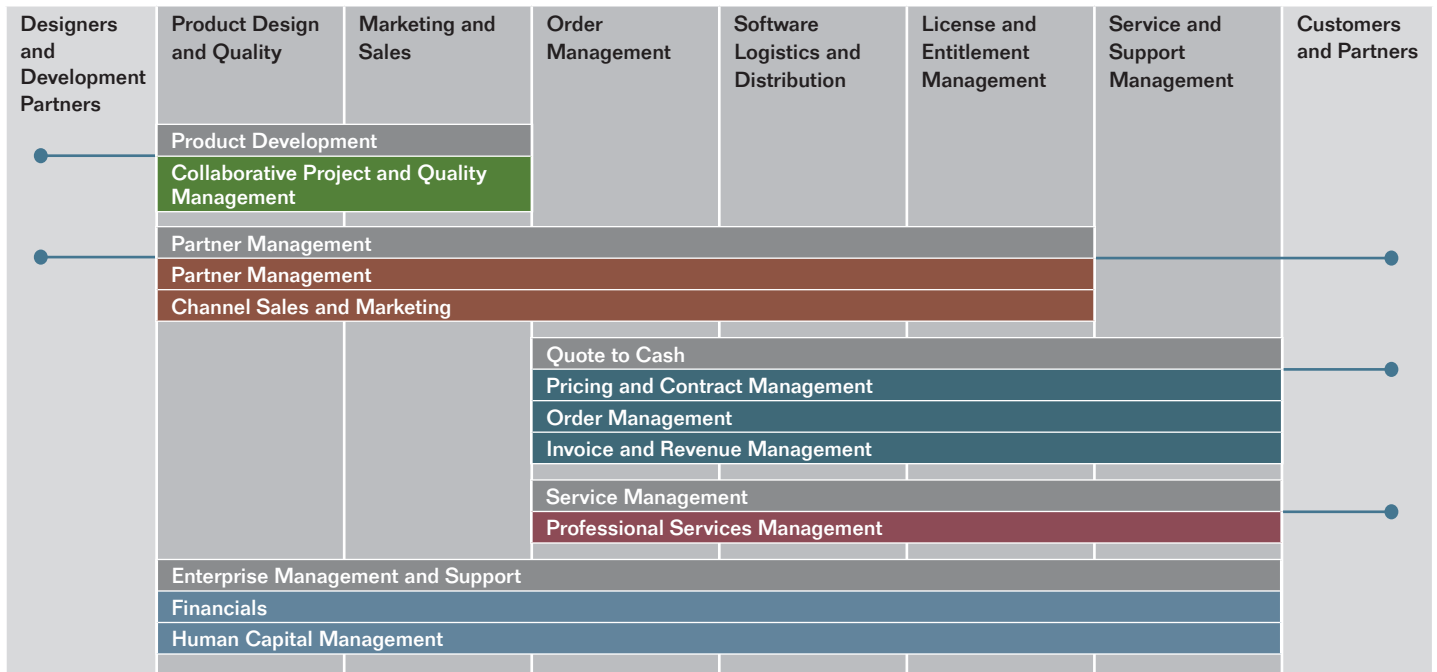 Designers
and
Development
Partners
Product Design
and Quality
Marketing and
Sales
Order
Management
Software
Logistics and
Distribution
License and
Entitlement
Management
Service and
Support
Management
Customers
and Partners
Product Development
Collaborative Project and Quality
Management
Partner Management
Partner Management
Channel Sales and Marketing
Quote to Cash
Pricing and Contract Management
Order Management
Invoice and Revenue Management
Service Management
Professional Services Management
Enterprise Management and Support
Financials
Human Capital Management